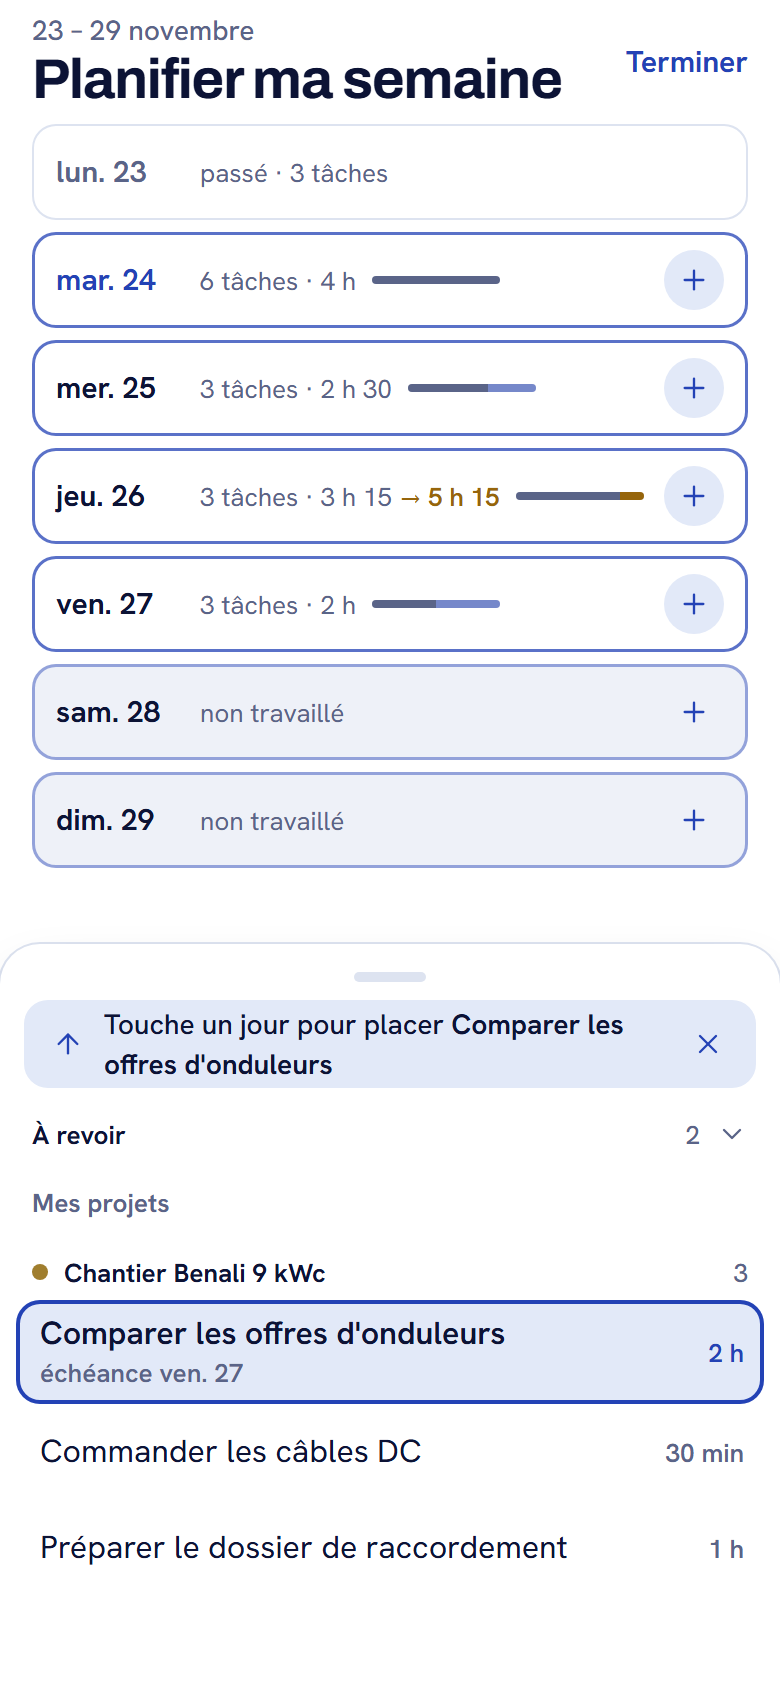 23 – 29 novembre
Planifier ma semaine
Terminer
lun. 23 passé · 3 tâches
mar. 24 6 tâches · 4 h
mer. 25 3 tâches · 2 h 30
jeu. 26 3 tâches · 3 h 15 → 5 h 15
ven. 27 3 tâches · 2 h
sam. 28 non travaillé
dim. 29 non travaillé
Touche un jour pour placer Comparer les
offres d'onduleurs
À revoir 2
Mes projets
Chantier Benali 9 kWc 3
Comparer les offres d'onduleurs
échéance ven. 27
2 h
Commander les câbles DC 30 min
Préparer le dossier de raccordement 1 h